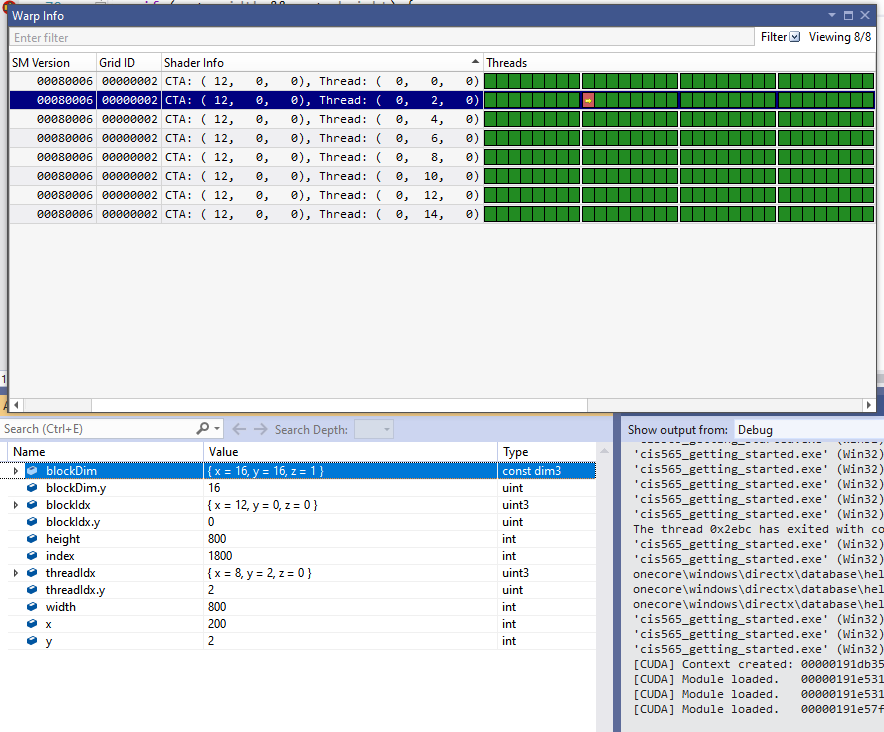 Warp Info
Enter filter
Filter
Viewing 8/8
SM Version Grid ID Shader Info Threads
00080006 00000002 CTA: ( 12, 0, 0), Thread: ( 0, 0, 0)
00080006 00000002 CTA: ( 12, 0, 0), Thread: ( 0, 2, 0)
00080006 00000002 CTA: ( 12, 0, 0), Thread: ( 0, 4, 0)
00080006 00000002 CTA: ( 12, 0, 0), Thread: ( 0, 6, 0)
00080006 00000002 CTA: ( 12, 0, 0), Thread: ( 0, 8, 0)
00080006 00000002 CTA: ( 12, 0, 0), Thread: ( 0, 10, 0)
00080006 00000002 CTA: ( 12, 0, 0), Thread: ( 0, 12, 0)
00080006 00000002 CTA: ( 12, 0, 0), Thread: ( 0, 14, 0)
Search (Ctrl+E)
Search Depth:
Name Value Type
blockDim { x = 16, y = 16, z = 1 } const dim3
blockDim.y 16 uint
blockIdx { x = 12, y = 0, z = 0 } uint3
blockIdx.y 0 uint
height 800 int
index 1800 int
threadIdx { x = 8, y = 2, z = 0 } uint3
threadIdx.y 2 uint
width 800 int
x 200 int
y 2 int
Show output from: Debug
'cis565_getting_started.exe' (Win32)
'cis565_getting_started.exe' (Win32)
'cis565_getting_started.exe' (Win32)
'cis565_getting_started.exe' (Win32)
'cis565_getting_started.exe' (Win32)
The thread 0x2ebc has exited with co
'cis565_getting_started.exe' (Win32)
'cis565_getting_started.exe' (Win32)
onecore\windows\directx\database\hel
onecore\windows\directx\database\hel
onecore\windows\directx\database\hel
'cis565_getting_started.exe' (Win32)
'cis565_getting_started.exe' (Win32)
'cis565_getting_started.exe' (Win32)
[CUDA] Context created: 00000191db35
[CUDA] Module loaded. 00000191e531
[CUDA] Module loaded. 00000191e531
[CUDA] Module loaded. 00000191e57f